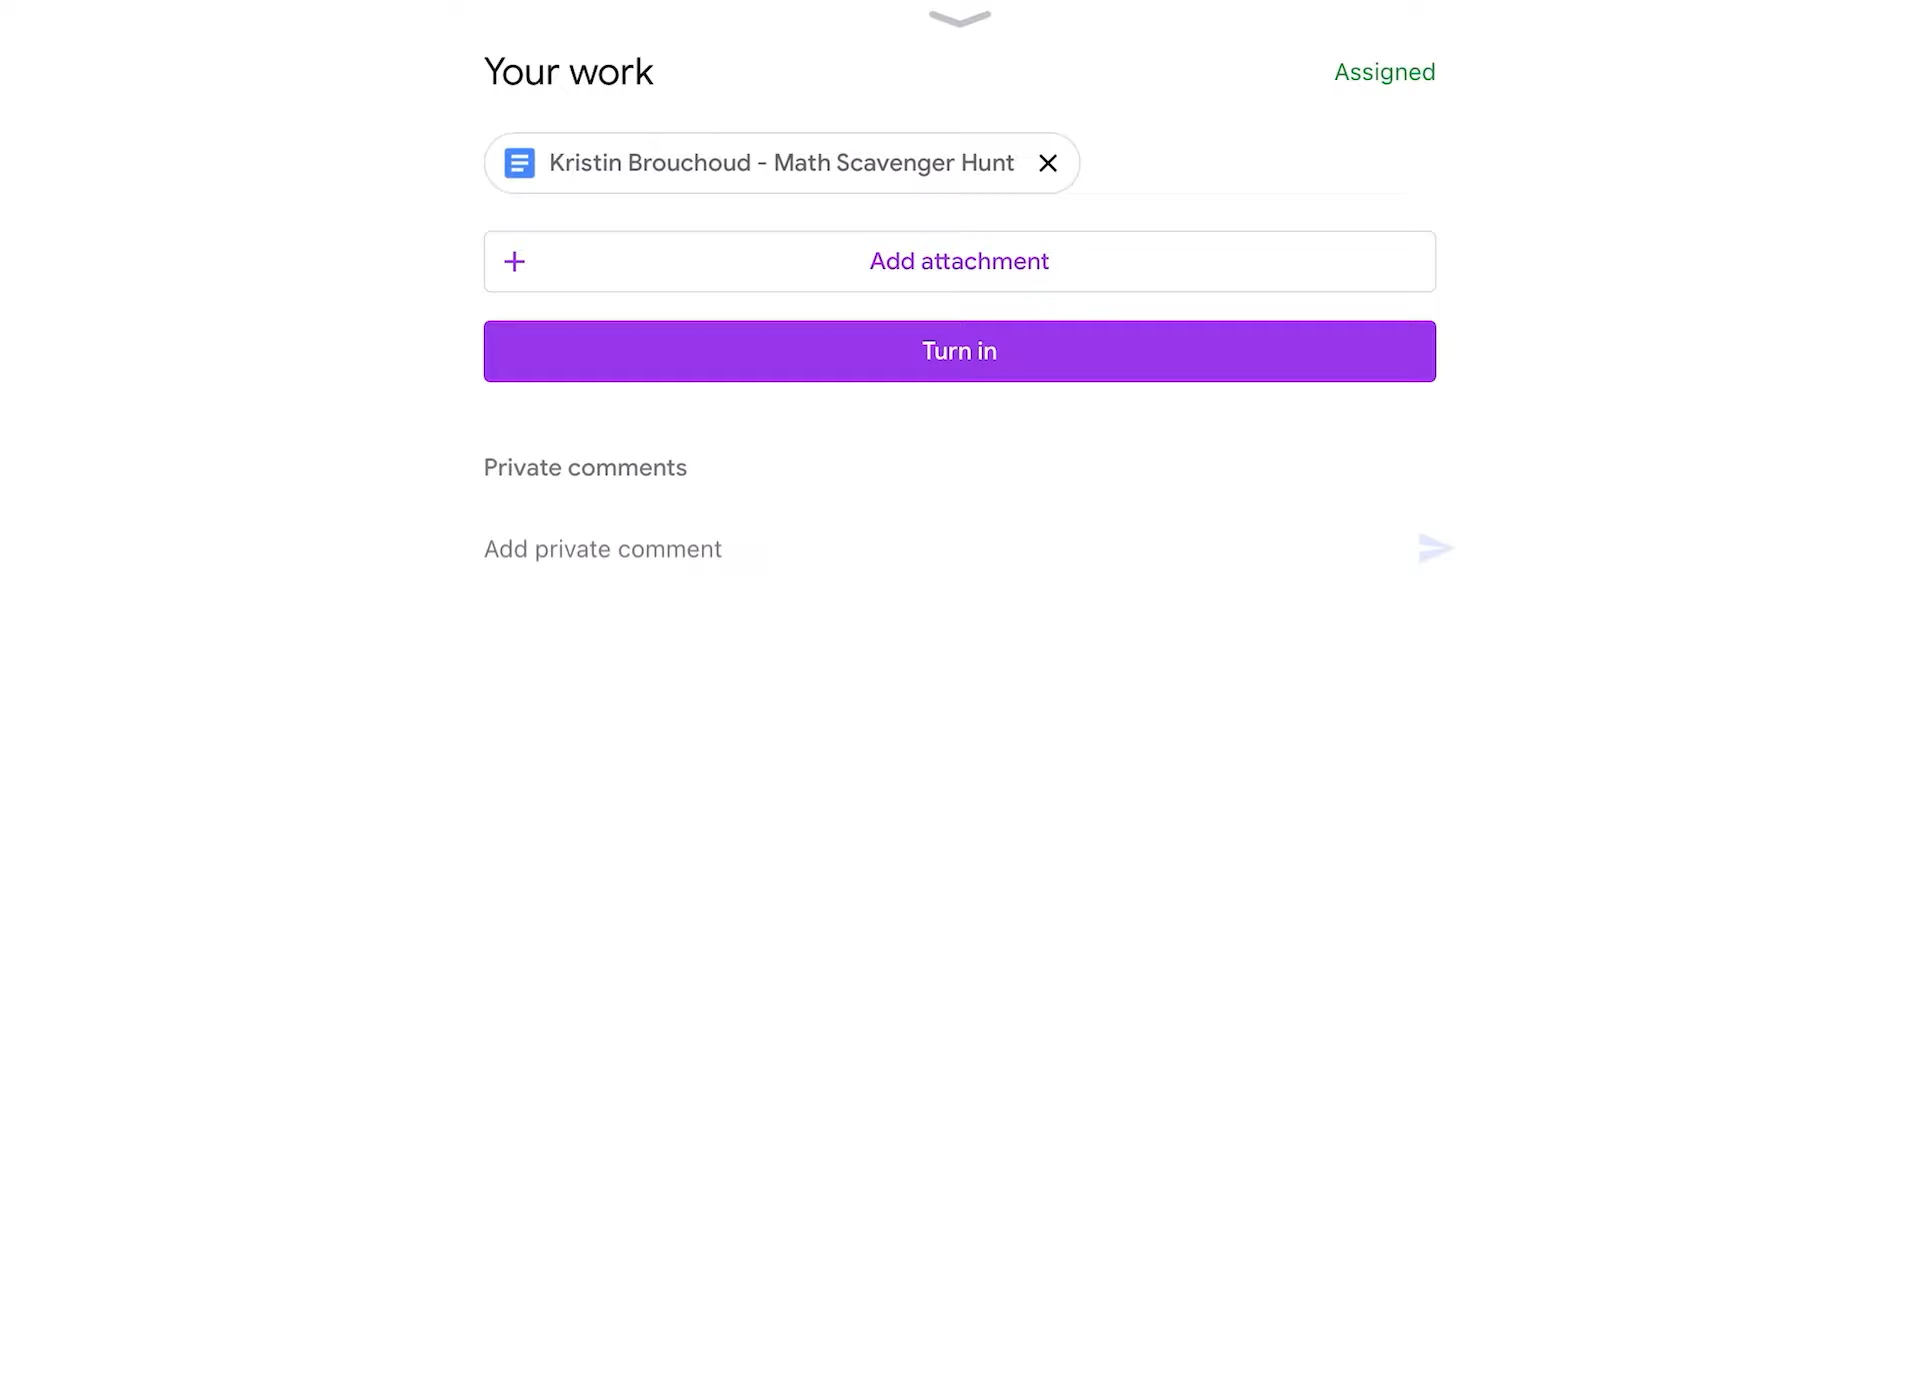 Your work
Assigned
Kristin Brouchoud - Math Scavenger Hunt
Add attachment
Turn in
Private comments
Add private comment